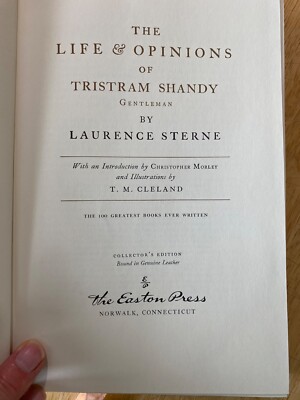 THE
LIFE & OPINIONS
OF
TRISTRAM SHANDY
GENTLEMAN
BY
LAURENCE STERNE
With an Introduction by CHRISTOPHER MORLEY
and Illustrations by
T. M. CLELAND
THE 100 GREATEST BOOKS EVER WRITTEN
COLLECTOR'S EDITION
Bound in Genuine Leather
EP
The Easton Press
NORWALK, CONNECTICUT